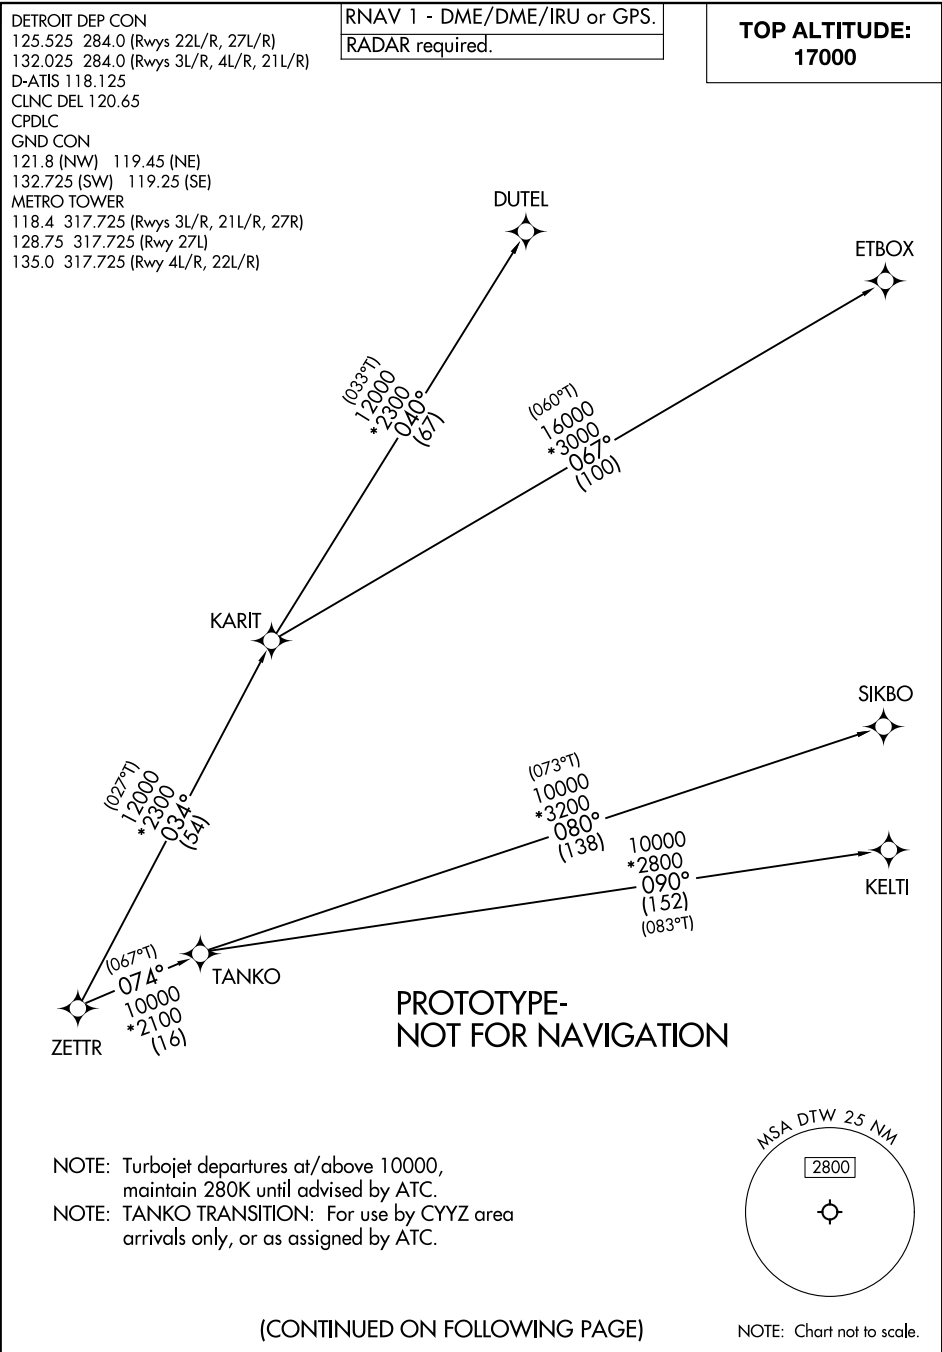 DETROIT DEP CON
125.525 284.0 (Rwys 22L/R, 27L/R)
132.025 284.0 (Rwys 3L/R, 4L/R, 21L/R)
D-ATIS 118.125
CLNC DEL 120.65
CPDLC
GND CON
121.8 (NW) 119.45 (NE)
132.725 (SW) 119.25 (SE)
METRO TOWER
118.4 317.725 (Rwys 3L/R, 21L/R, 27R)
128.75 317.725 (Rwy 27L)
135.0 317.725 (Rwy 4L/R, 22L/R)
RNAV 1 - DME/DME/IRU or GPS.
RADAR required.
TOP ALTITUDE:
17000
DUTEL
ETBOX
(033°T)
12000
*2300
040°
(67)
(060°T)
16000
*3000
067°
(100)
KARIT
SIKBO
(027°T)
12000
*2300
034°
(54)
(073°T)
10000
*3200
080°
(138)
10000
*2800
090°
(152)
(083°T)
KELTI
(067°T)
074°
10000
*2100
(16)
TANKO
ZETTR
PROTOTYPE-
NOT FOR NAVIGATION
NOTE: Turbojet departures at/above 10000,
maintain 280K until advised by ATC.
NOTE: TANKO TRANSITION: For use by CYYZ area
arrivals only, or as assigned by ATC.
MSA DTW 25 NM
2800
(CONTINUED ON FOLLOWING PAGE)
NOTE: Chart not to scale.